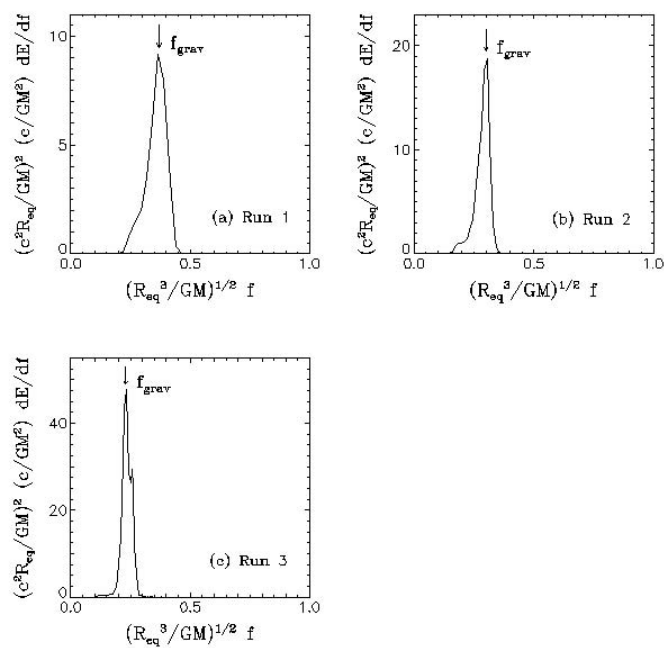 (c²R_eq/GM)² (c/GM²) dE/df
10
5
0
f_grav
(a) Run 1
0.0 0.5 1.0
(R_eq³/GM)^1/2 f
(c²R_eq/GM)² (c/GM²) dE/df
20
10
0
f_grav
(b) Run 2
0.0 0.5 1.0
(R_eq³/GM)^1/2 f
(c²R_eq/GM)² (c/GM²) dE/df
40
20
0
f_grav
(c) Run 3
0.0 0.5 1.0
(R_eq³/GM)^1/2 f